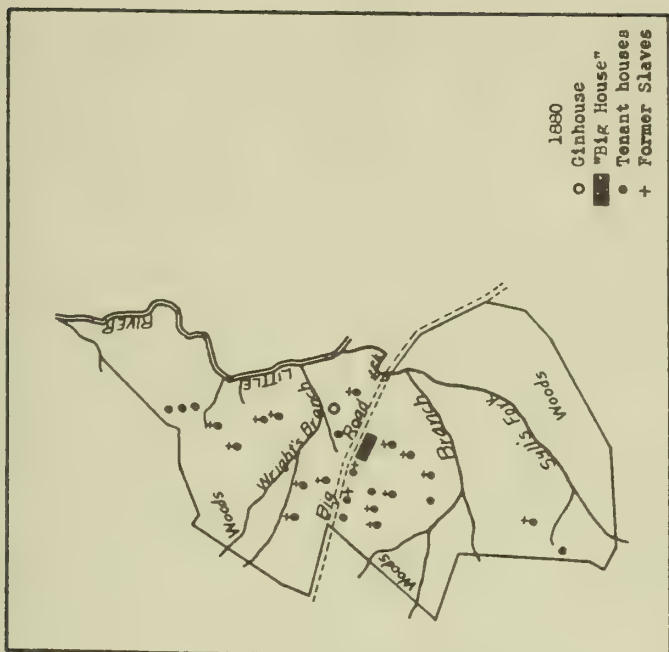 RIVER
LITTLE
Wright's Branch
Woods
Big
Road
Branch
Woods
Syll's Fork
Woods
1880
Ginhouse
"Big House"
Tenant houses
Former Slaves